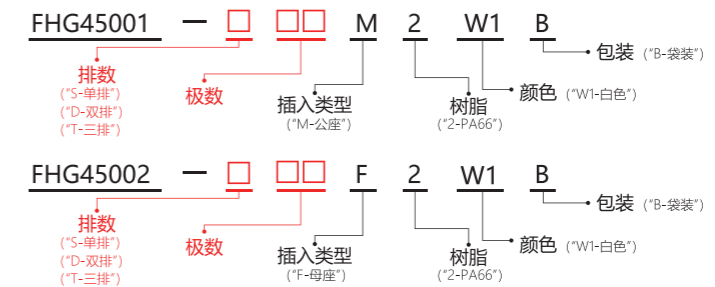 FHG45001 — □ □□ M 2 W1 B
包装 ("B-袋装")
排数
("S-单排")
("D-双排")
("T-三排")
极数
插入类型
("M-公座")
树脂
("2-PA66")
颜色 ("W1-白色")
FHG45002 — □ □□ F 2 W1 B
包装 ("B-袋装")
排数
("S-单排")
("D-双排")
("T-三排")
极数
插入类型
("F-母座")
树脂
("2-PA66")
颜色 ("W1-白色")